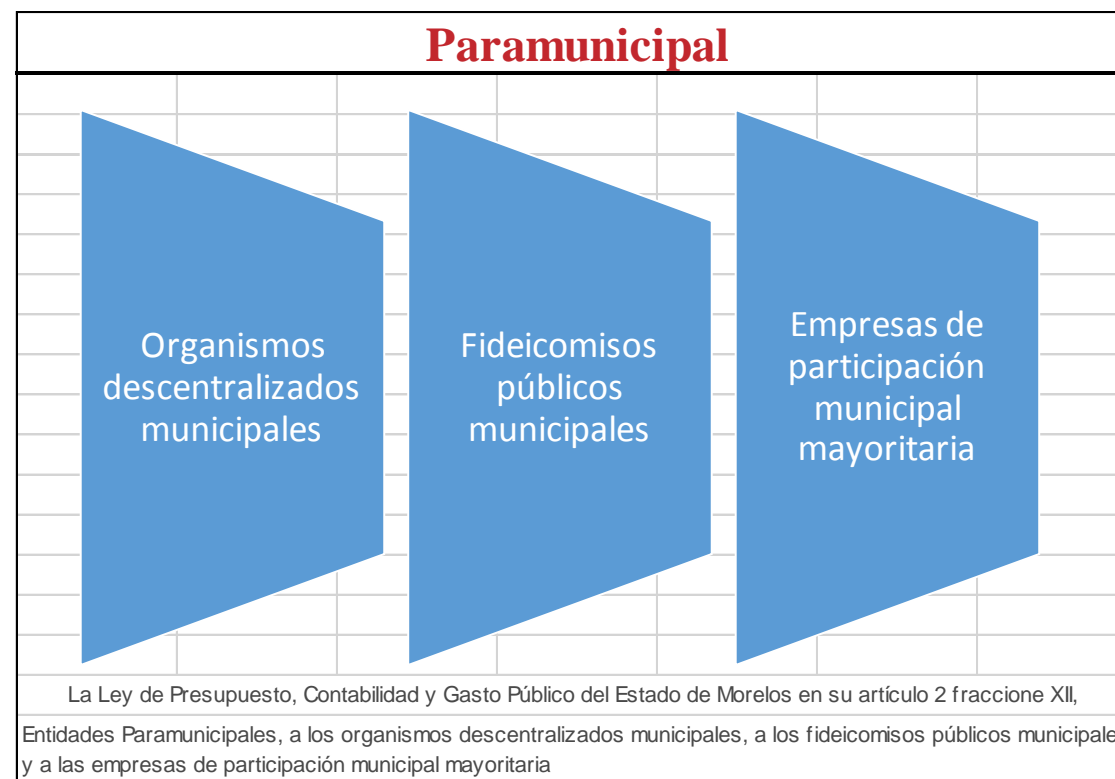 Paramunicipal
Organismos
descentralizados
municipales
Fideicomisos
públicos
municipales
Empresas de
participación
municipal
mayoritaria
La Ley de Presupuesto, Contabilidad y Gasto Público del Estado de Morelos en su artículo 2 fraccione XII,
Entidades Paramunicipales, a los organismos descentralizados municipales, a los fideicomisos públicos municipale
y a las empresas de participación municipal mayoritaria